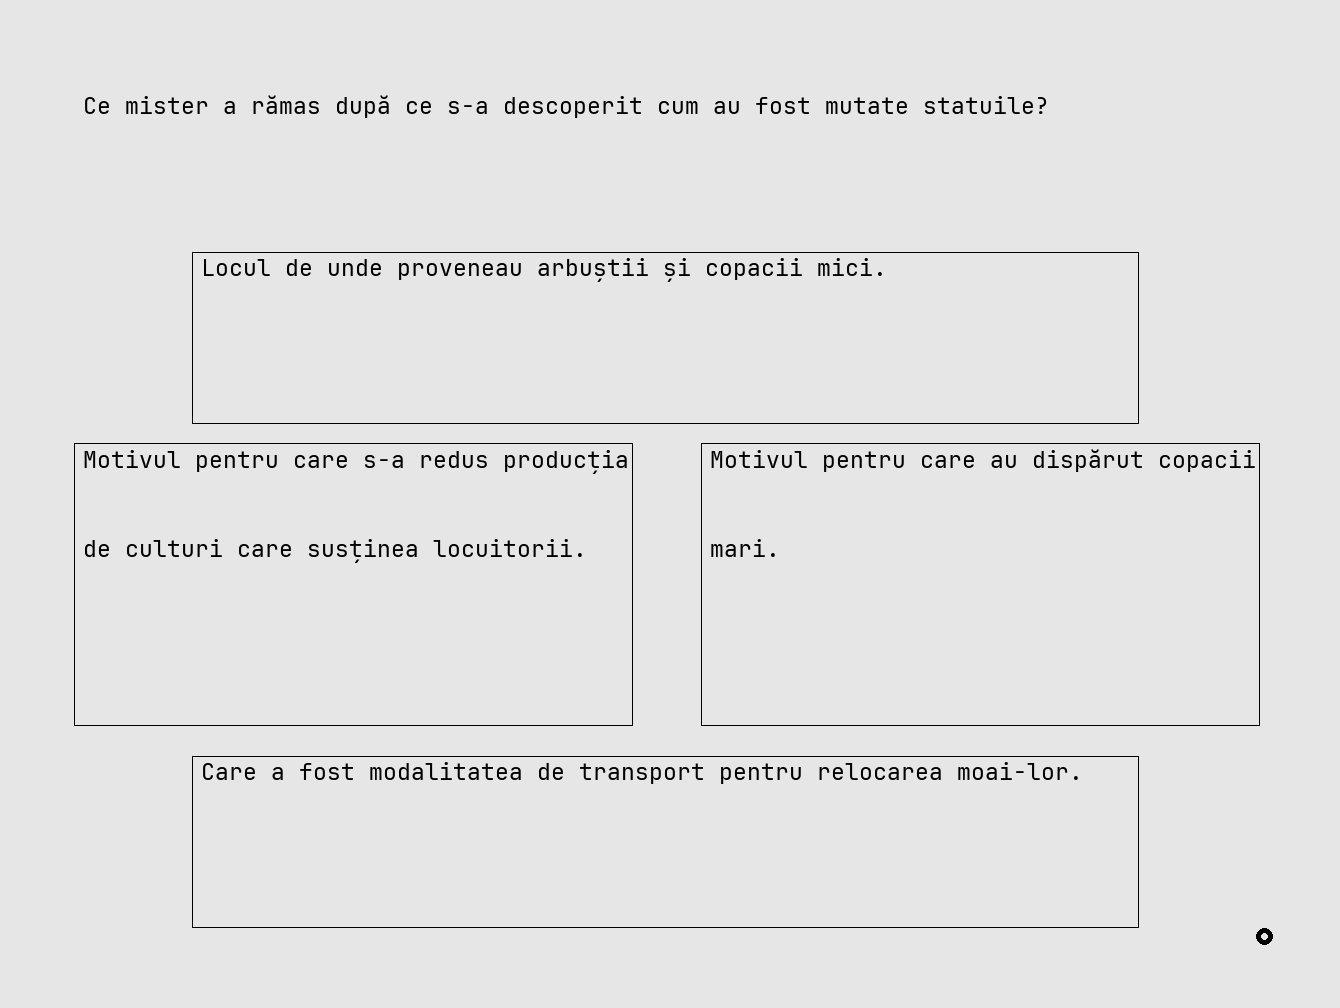 Ce mister a rămas după ce s-a descoperit cum au fost mutate statuile?
Locul de unde proveneau arbuștii și copacii mici.
Motivul pentru care s-a redus producția
de culturi care susținea locuitorii.
Motivul pentru care au dispărut copacii
mari.
Care a fost modalitatea de transport pentru relocarea moai-lor.